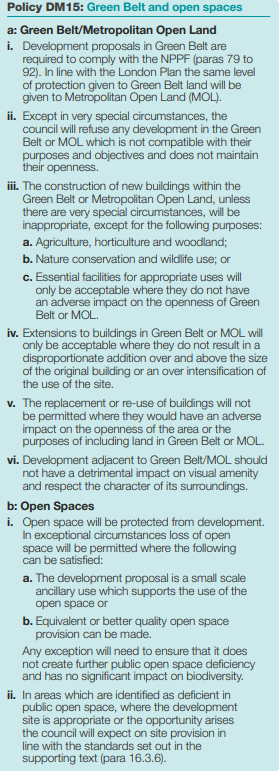 Policy DM15: Green Belt and open spaces
a: Green Belt/Metropolitan Open Land
i. Development proposals in Green Belt are
required to comply with the NPPF (paras 79 to
92). In line with the London Plan the same level
of protection given to Green Belt land will be
given to Metropolitan Open Land (MOL).
ii. Except in very special circumstances, the
council will refuse any development in the Green
Belt or MOL which is not compatible with their
purposes and objectives and does not maintain
their openness.
iii. The construction of new buildings within the
Green Belt or Metropolitan Open Land, unless
there are very special circumstances, will be
inappropriate, except for the following purposes:
a. Agriculture, horticulture and woodland;
b. Nature conservation and wildlife use; or
c. Essential facilities for appropriate uses will
only be acceptable where they do not have
an adverse impact on the openness of Green
Belt or MOL.
iv. Extensions to buildings in Green Belt or MOL will
only be acceptable where they do not result in a
disproportionate addition over and above the size
of the original building or an over intensification of
the use of the site.
v. The replacement or re-use of buildings will not
be permitted where they would have an adverse
impact on the openness of the area or the
purposes of including land in Green Belt or MOL.
vi. Development adjacent to Green Belt/MOL should
not have a detrimental impact on visual amenity
and respect the character of its surroundings.
b: Open Spaces
i. Open space will be protected from development.
In exceptional circumstances loss of open
space will be permitted where the following
can be satisfied:
a. The development proposal is a small scale
ancillary use which supports the use of the
open space or
b. Equivalent or better quality open space
provision can be made.
Any exception will need to ensure that it does
not create further public open space deficiency
and has no significant impact on biodiversity.
ii. In areas which are identified as deficient in
public open space, where the development
site is appropriate or the opportunity arises
the council will expect on site provision in
line with the standards set out in the
supporting text (para 16.3.6).